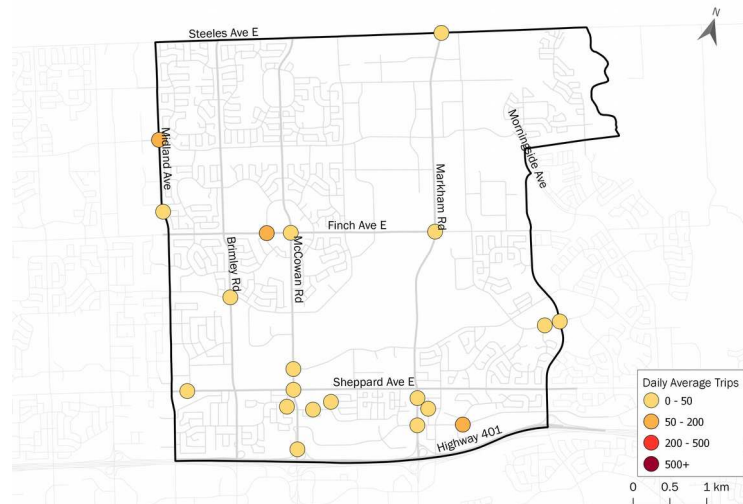 N
Steeles Ave E
Midland Ave
Morningside Ave
Markham Rd
Finch Ave E
Brimley Rd
McCowan Rd
Sheppard Ave E
Highway 401
Daily Average Trips
0 - 50
50 - 200
200 - 500
500+
0 0.5 1 km